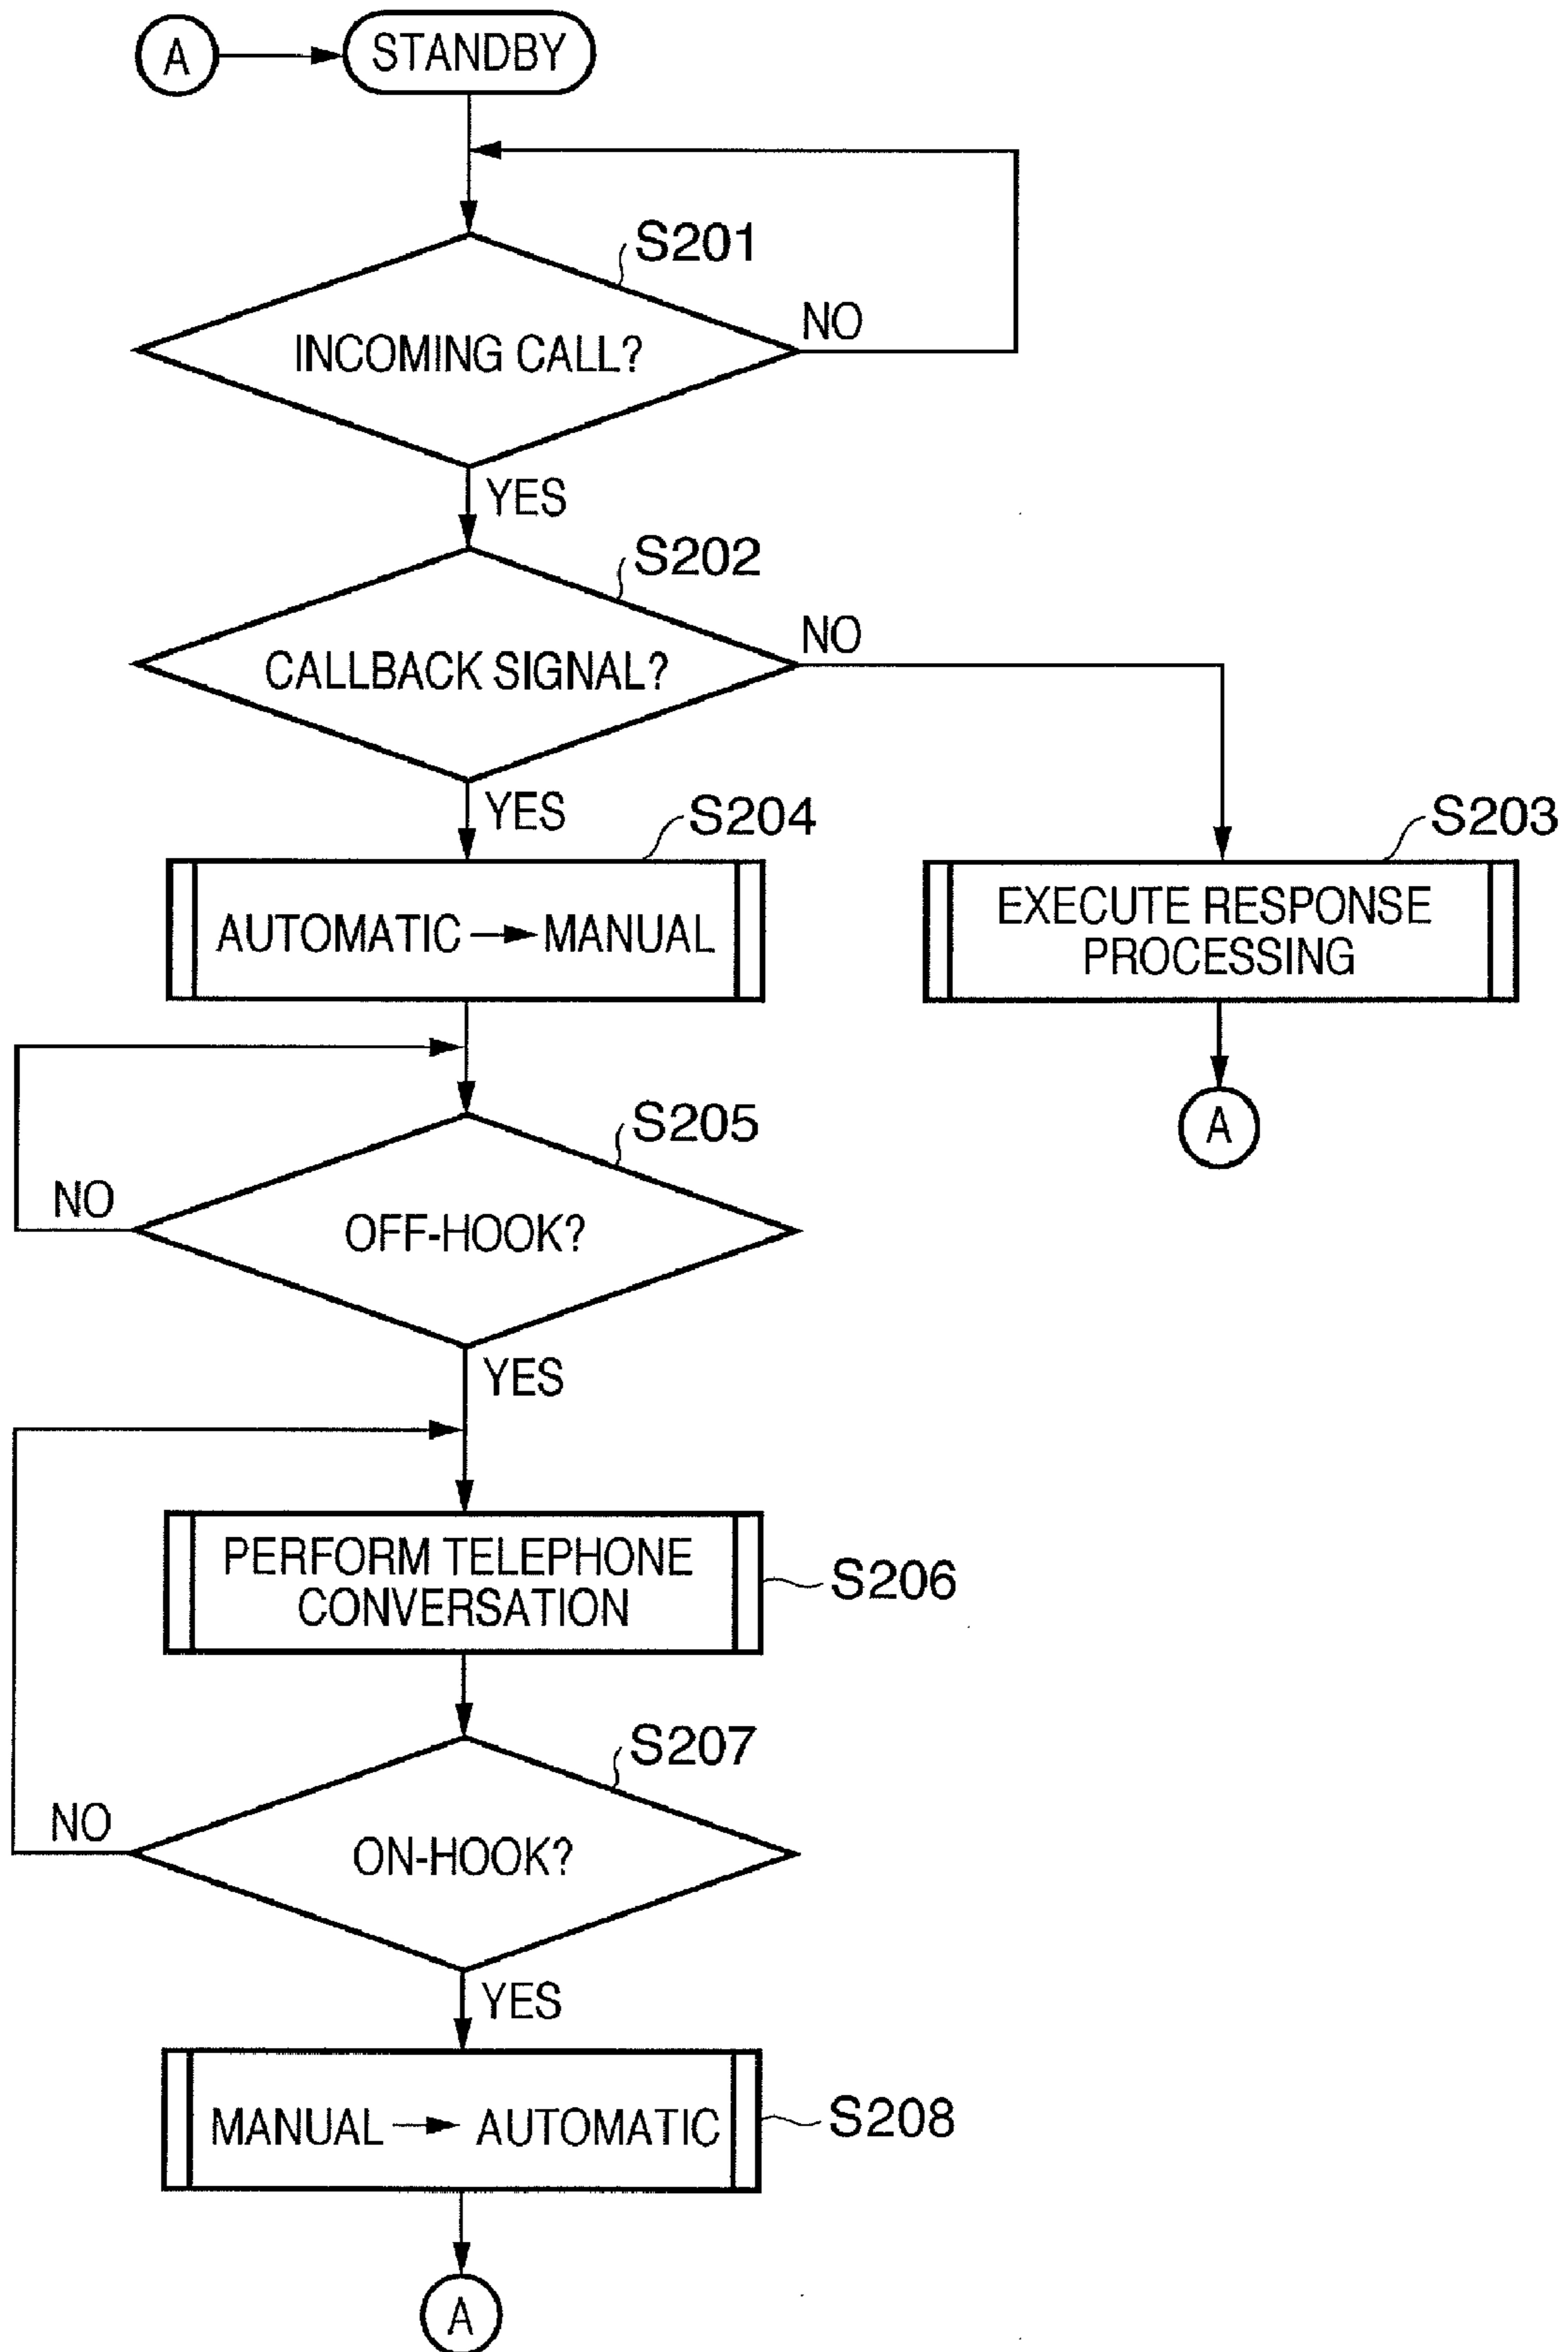 A
STANDBY
S201
INCOMING CALL?
NO
YES
S202
CALLBACK SIGNAL?
NO
YES
S204
AUTOMATIC → MANUAL
S203
EXECUTE RESPONSE
PROCESSING
A
S205
OFF-HOOK?
NO
YES
PERFORM TELEPHONE
CONVERSATION
S206
S207
ON-HOOK?
NO
YES
MANUAL → AUTOMATIC
S208
A